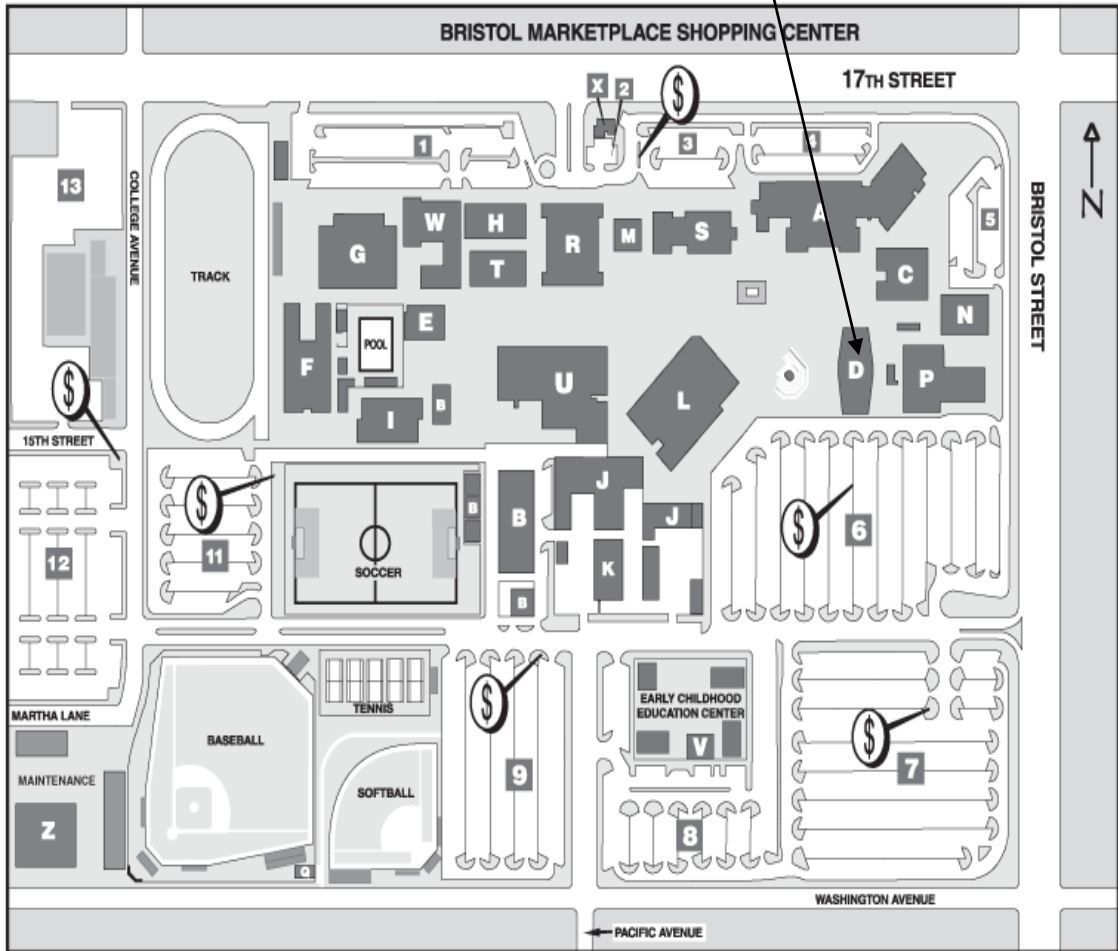 BRISTOL MARKETPLACE SHOPPING CENTER
17TH STREET
X
2
$
1
3
4
13
COLLEGE AVENUE
TRACK
W
H
G
T
R
M
S
A
5
C
N
BRISTOL STREET
N
E
POOL
F
I
B
U
L
D
P
$
15TH STREET
$
11
12
SOCCER
B
B
B
J
J
K
$
6
MARTHA LANE
MAINTENANCE
Z
BASEBALL
TENNIS
SOFTBALL
Q
$
9
EARLY CHILDHOOD
EDUCATION CENTER
V
8
$
7
WASHINGTON AVENUE
PACIFIC AVENUE